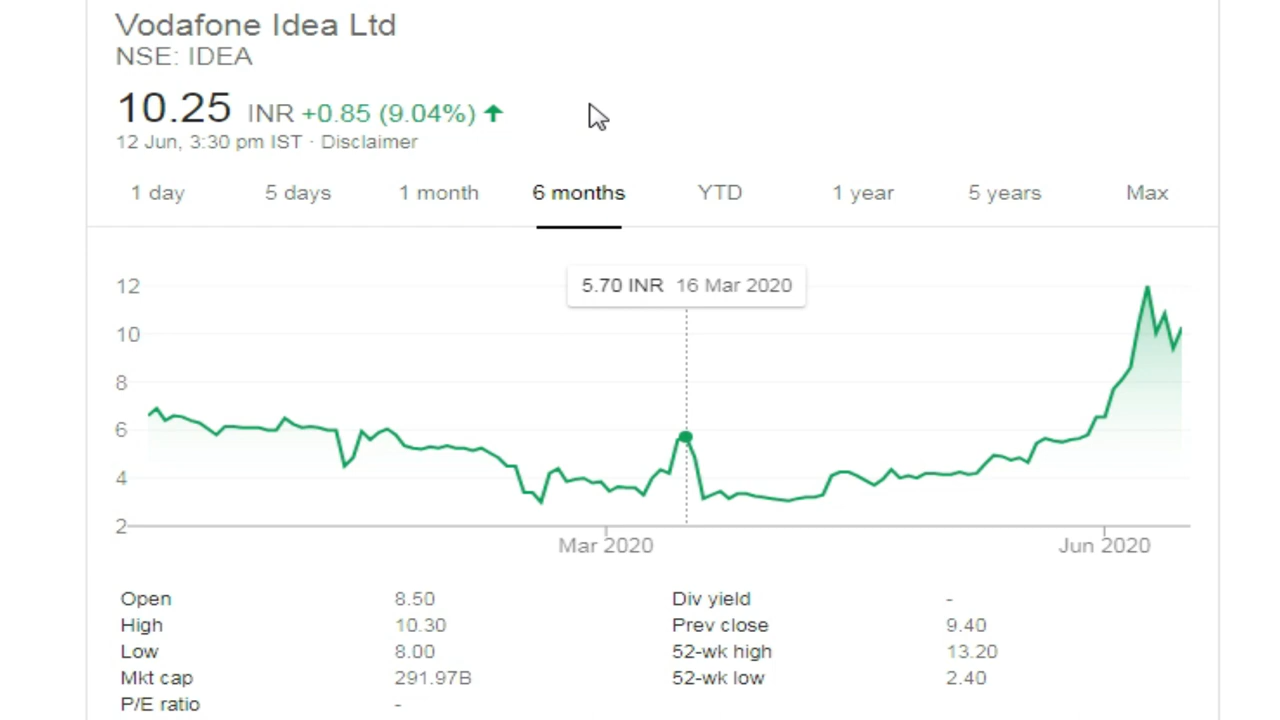 Vodafone Idea Ltd
NSE: IDEA
10.25 INR +0.85 (9.04%) ↑
12 Jun, 3:30 pm IST · Disclaimer
1 day 5 days 1 month 6 months YTD 1 year 5 years Max
5.70 INR 16 Mar 2020
12
10
8
6
4
2
Mar 2020 Jun 2020
Open 8.50 Div yield -
High 10.30 Prev close 9.40
Low 8.00 52-wk high 13.20
Mkt cap 291.97B 52-wk low 2.40
P/E ratio -